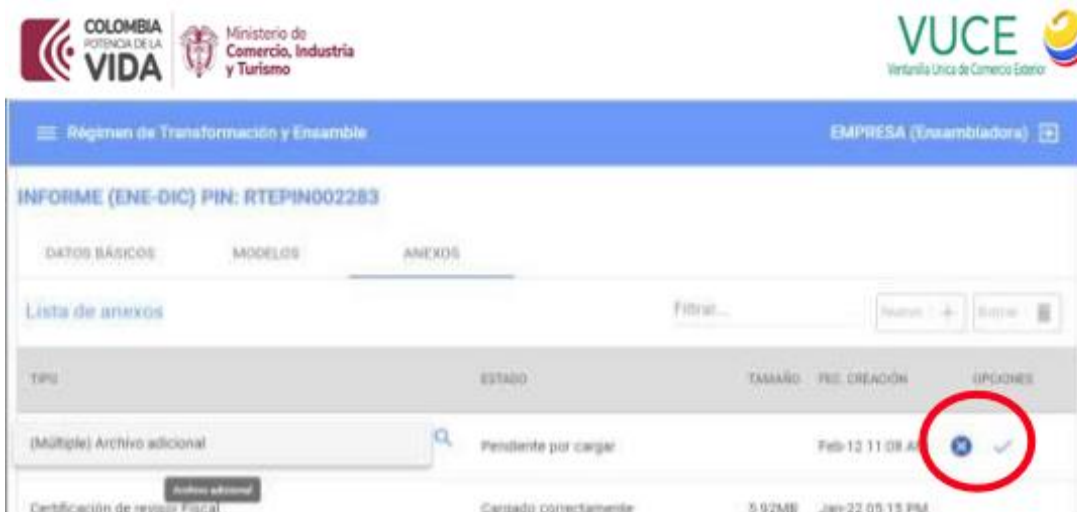 COLOMBIA
POTENCIA DE LA
VIDA
Ministerio de
Comercio, Industria
y Turismo
VUCE
Ventanilla Única de Comercio Exterior
Régimen de Transformación y Ensamble
EMPRESA (Ensambladora)
INFORME (ENE-DIC) PIN: RTEPIN002283
DATOS BÁSICOS MODELOS ANEXOS
Lista de anexos Filtrar... Nuevo Borrar
TIPO ESTADO TAMAÑO FEC. CREACIÓN OPCIONES
(Múltiple) Archivo adicional Pendiente por cargar Feb-12 11:08
Archivo adicional
Certificación de revisor Fiscal Cargado correctamente 5.92MB Jan-22 05:15 PM